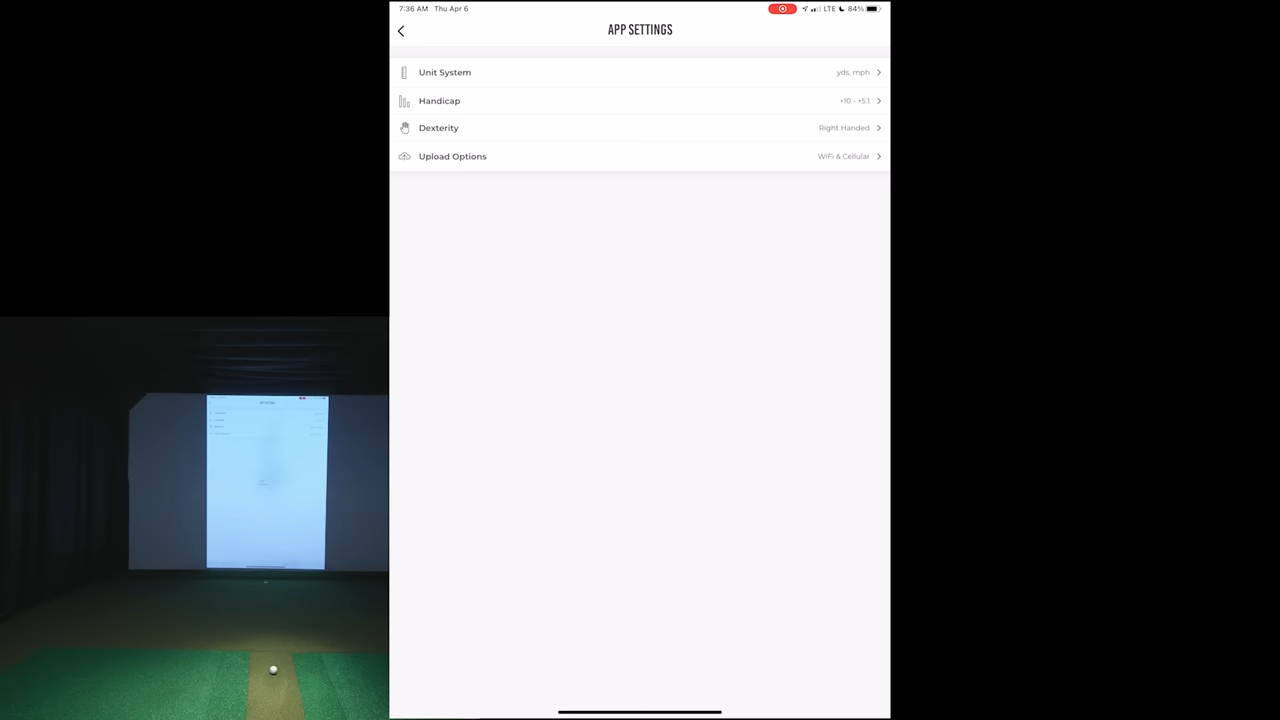 7:36 AM Thu Apr 6 LTE 84%
APP SETTINGS
Unit System yds, mph
Handicap +10 - +5.1
Dexterity Right Handed
Upload Options WiFi & Cellular